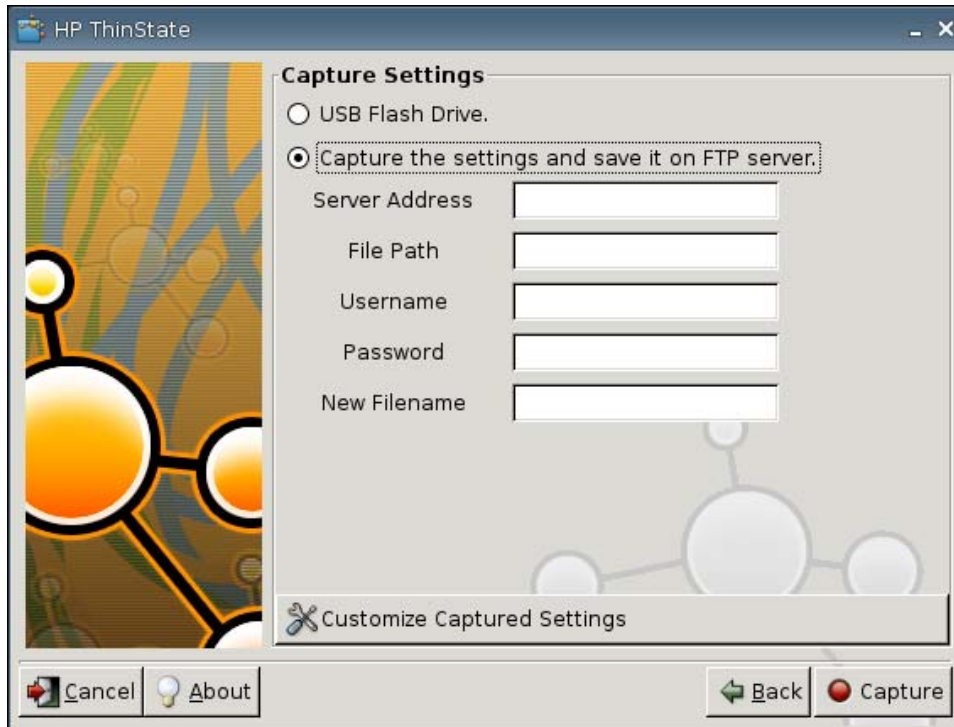 HP ThinState
Capture Settings
USB Flash Drive.
Capture the settings and save it on FTP server.
Server Address
File Path
Username
Password
New Filename
Customize Captured Settings
Cancel
About
Back
Capture